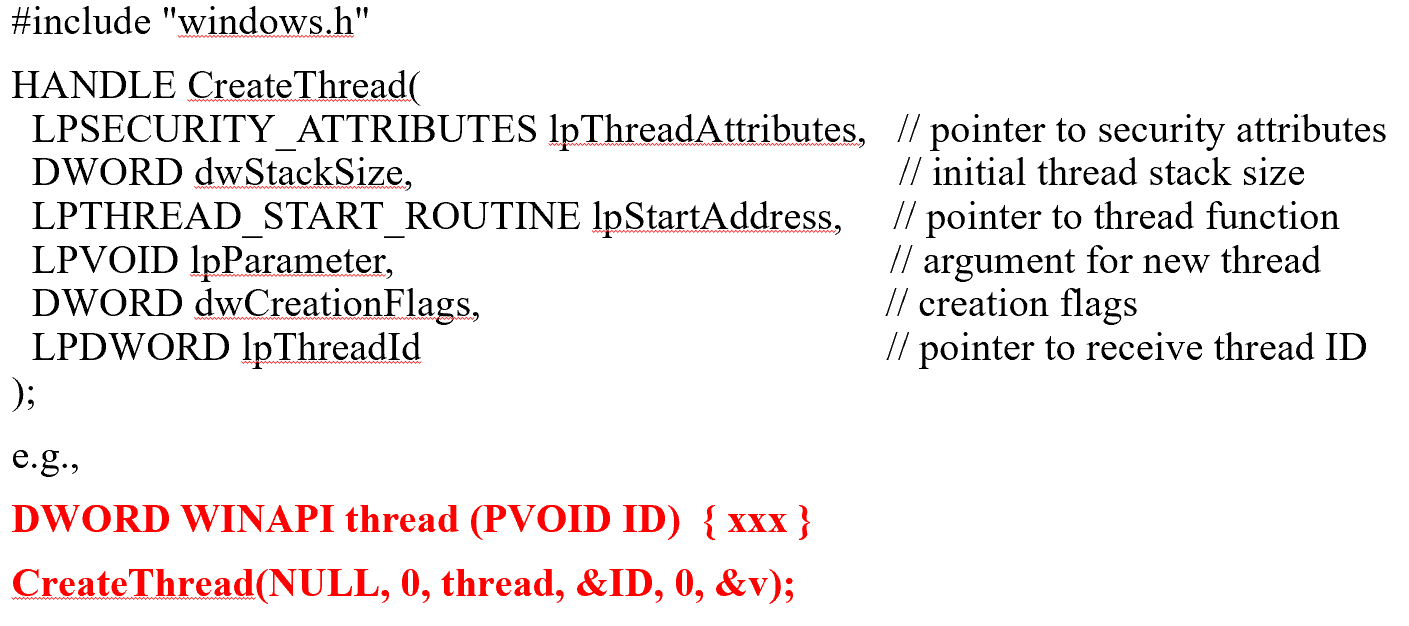 #include "windows.h"
HANDLE CreateThread(
LPSECURITY_ATTRIBUTES lpThreadAttributes, // pointer to security attributes
DWORD dwStackSize, // initial thread stack size
LPTHREAD_START_ROUTINE lpStartAddress, // pointer to thread function
LPVOID lpParameter, // argument for new thread
DWORD dwCreationFlags, // creation flags
LPDWORD lpThreadId // pointer to receive thread ID
);
e.g.,
DWORD WINAPI thread (PVOID ID) { xxx }
CreateThread(NULL, 0, thread, &ID, 0, &v);